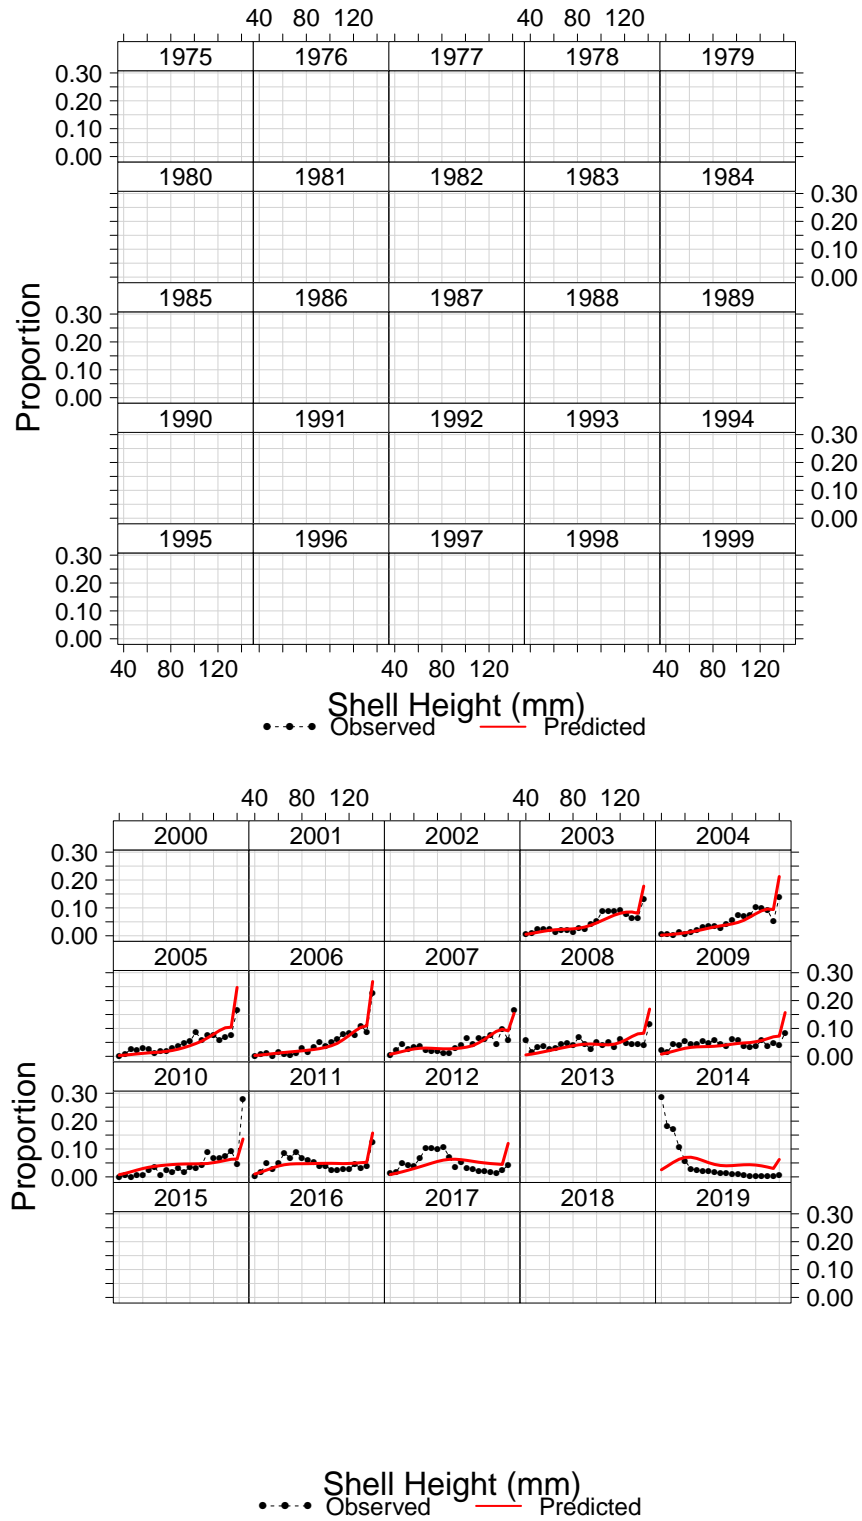 40 80 120 40 80 120
1975 1976 1977 1978 1979
0.30
0.20
0.10
0.00
1980 1981 1982 1983 1984
0.30
0.20
0.10
0.00
1985 1986 1987 1988 1989
0.30
0.20
0.10
0.00
1990 1991 1992 1993 1994
0.30
0.20
0.10
0.00
1995 1996 1997 1998 1999
0.30
0.20
0.10
0.00
40 80 120 40 80 120 40 80 120
Proportion
Shell Height (mm)
Observed Predicted
40 80 120 40 80 120
2000 2001 2002 2003 2004
0.30
0.20
0.10
0.00
2005 2006 2007 2008 2009
0.30
0.20
0.10
0.00
2010 2011 2012 2013 2014
0.30
0.20
0.10
0.00
2015 2016 2017 2018 2019
0.30
0.20
0.10
0.00
Proportion
Shell Height (mm)
Observed Predicted